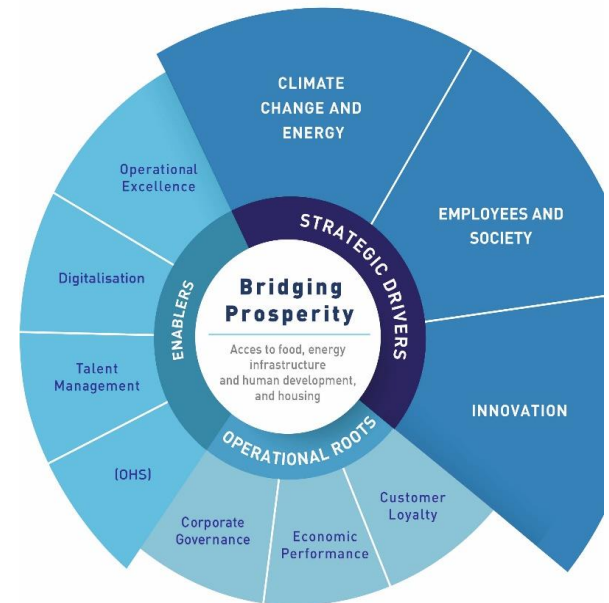 CLIMATE
CHANGE AND
ENERGY
EMPLOYEES AND
SOCIETY
INNOVATION
STRATEGIC DRIVERS
Operational
Excellence
Digitalisation
Talent
Management
(OHS)
ENABLERS
Bridging
Prosperity
Acces to food, energy
infrastructure
and human development,
and housing
OPERATIONAL ROOTS
Corporate
Governance
Economic
Performance
Customer
Loyalty